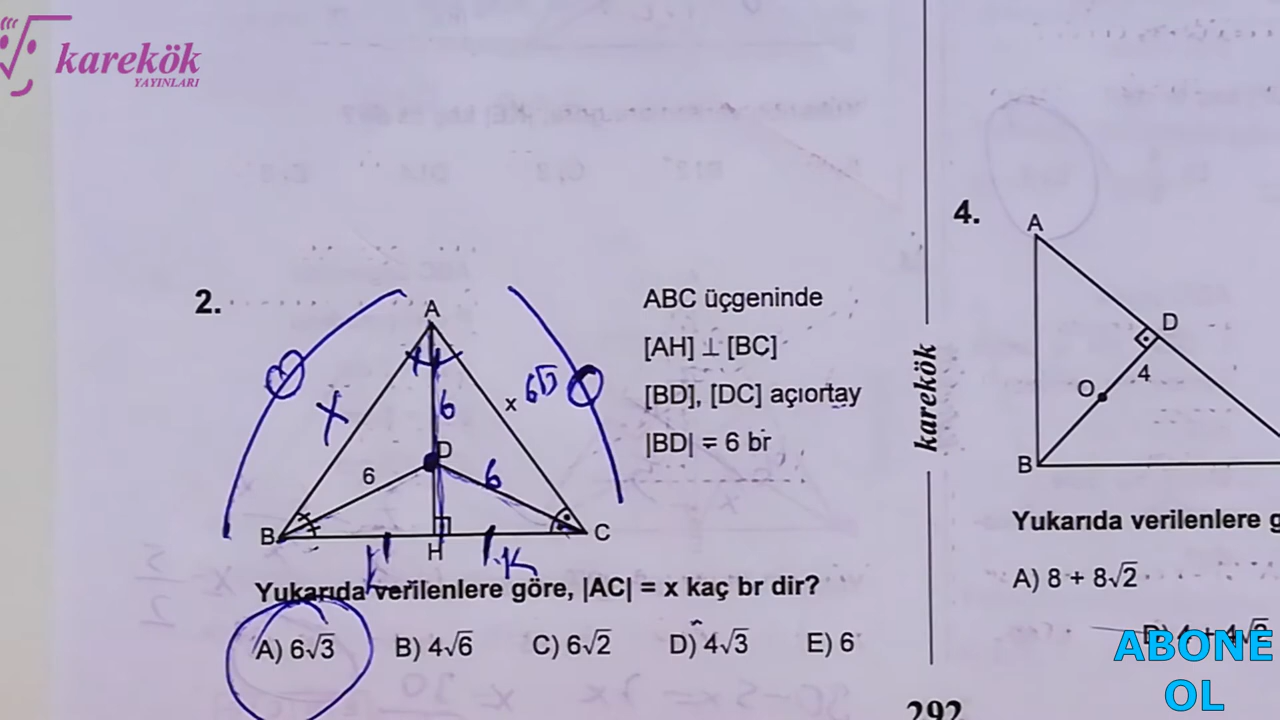 karekök
YAYINLARI
2.
A
x
6
x
6√3
6
6
D
B
H
C
K
ABC üçgeninde
[AH] ⊥ [BC]
[BD], [DC] açıortay
|BD| = 6 br
Yukarıda verilenlere göre, |AC| = x kaç br dir?
A) 6√3 B) 4√6 C) 6√2 D) 4√3 E) 6
karekök
292
4.
A
D
O
4
B
Yukarıda verilenlere g
A) 8 + 8√2
ABONE
OL